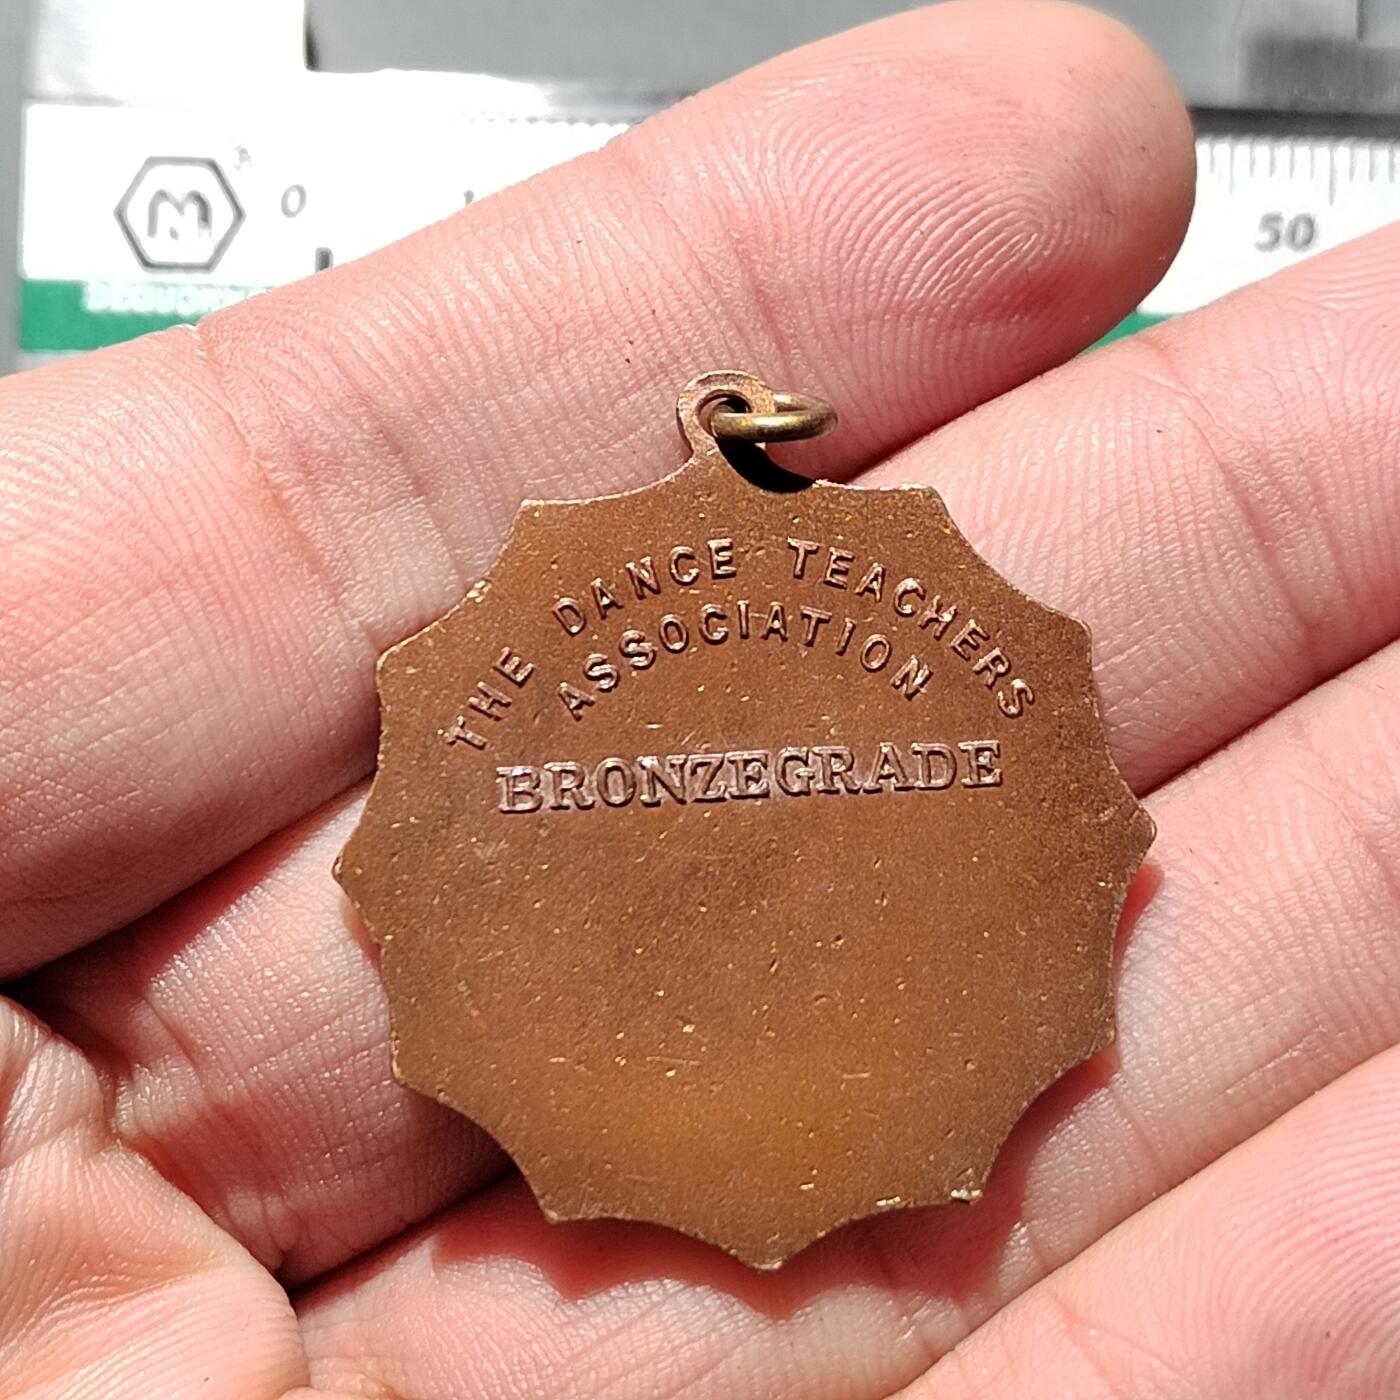 M
0
50
THE DANCE TEACHERS
ASSOCIATION
BRONZEGRADE